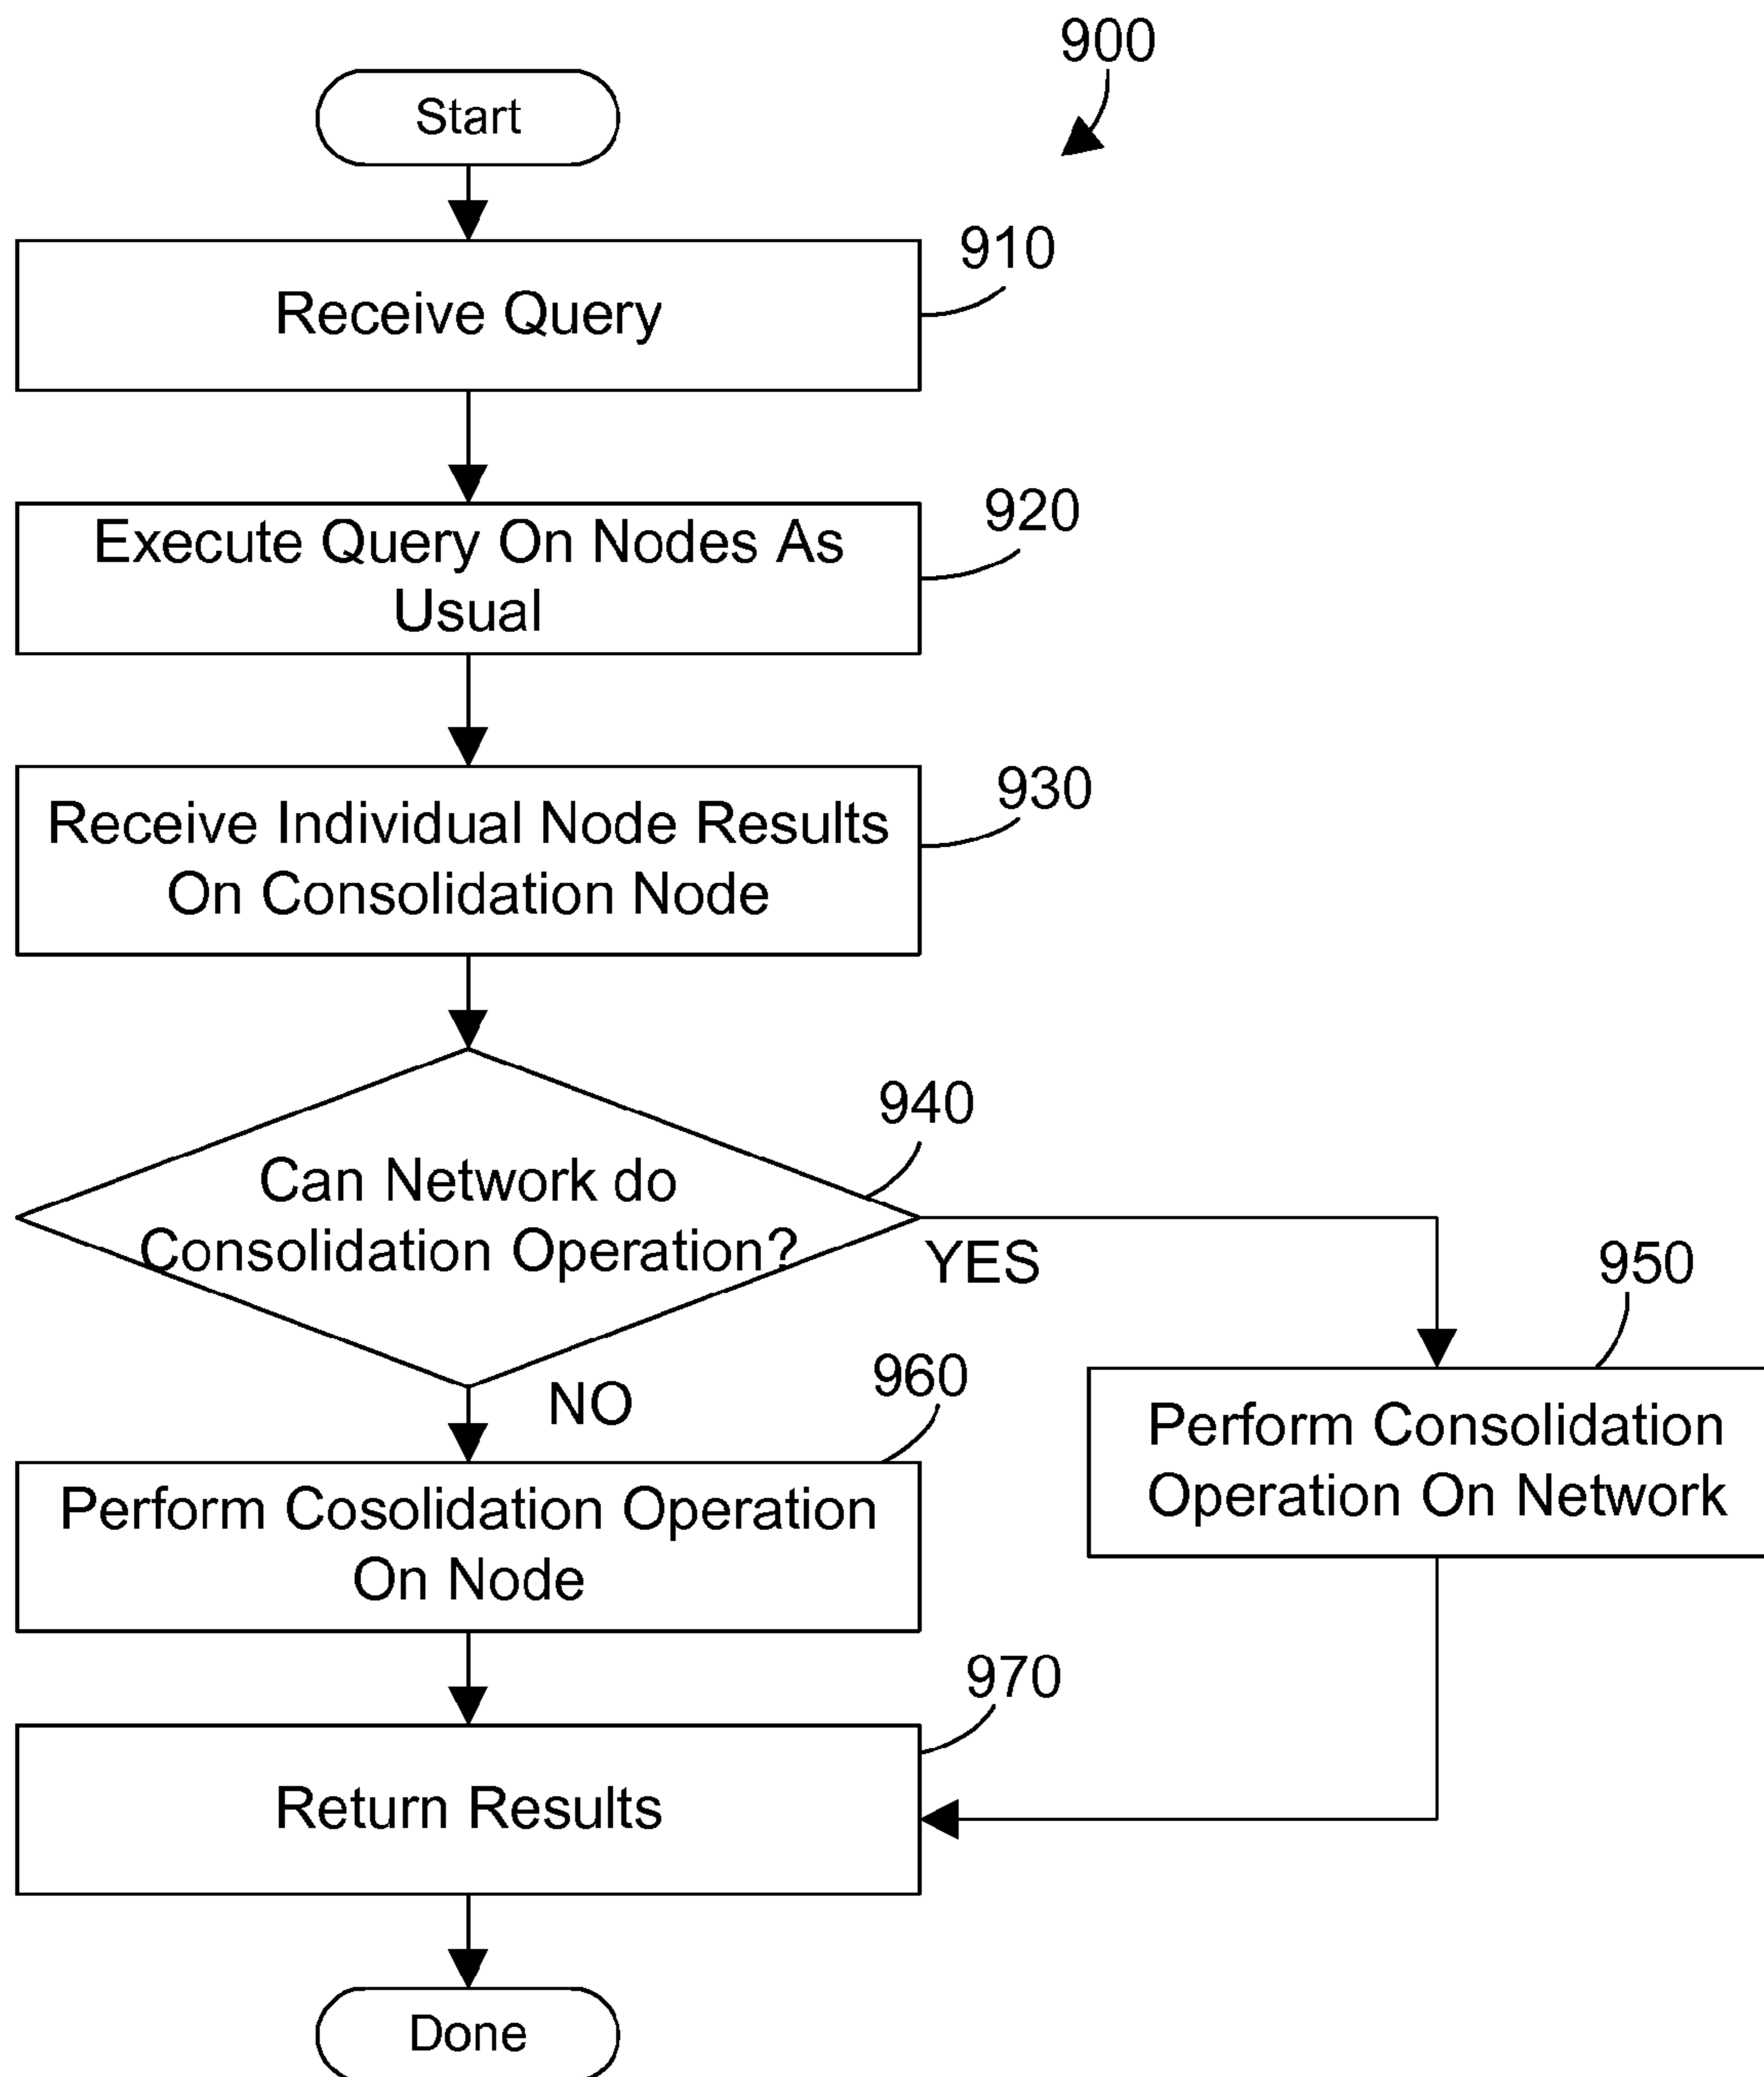 900
Start
910
Receive Query
920
Execute Query On Nodes As
Usual
930
Receive Individual Node Results
On Consolidation Node
940
Can Network do
Consolidation Operation?
YES
950
NO
960
Perform Consolidation
Operation On Network
Perform Cosolidation Operation
On Node
970
Return Results
Done